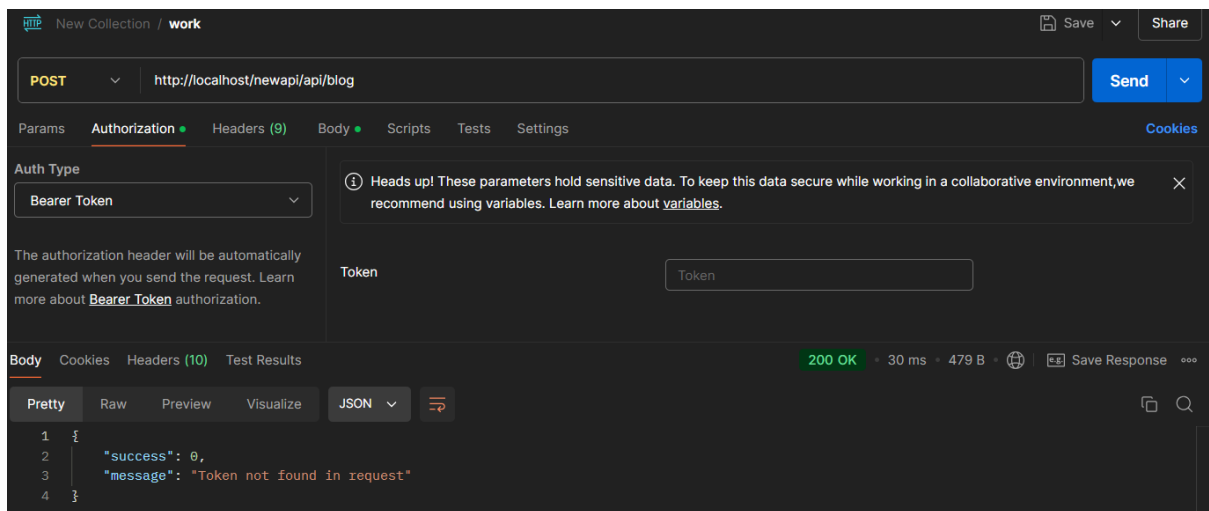 HTTP New Collection / work Save Share
POST http://localhost/newapi/api/blog Send
Params Authorization Headers (9) Body Scripts Tests Settings Cookies
Auth Type
Bearer Token
The authorization header will be automatically
generated when you send the request. Learn
more about Bearer Token authorization.
Heads up! These parameters hold sensitive data. To keep this data secure while working in a collaborative environment,we
recommend using variables. Learn more about variables.
Token Token
Body Cookies Headers (10) Test Results 200 OK 30 ms 479 B e.g. Save Response
Pretty Raw Preview Visualize JSON
1 {
2 "success": 0,
3 "message": "Token not found in request"
4 }